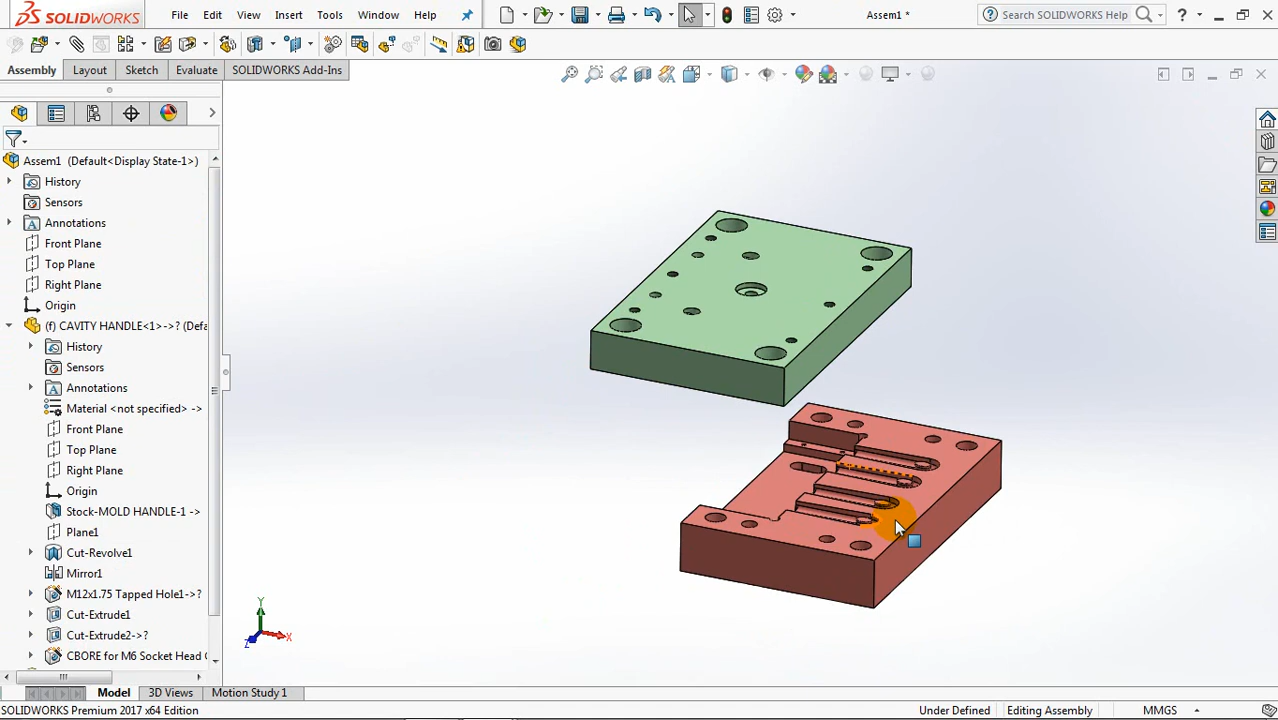 SOLIDWORKS File Edit View Insert Tools Simulation Window Help Assem1 * Search SOLIDWORKS Help ?
Assembly Layout Sketch Evaluate SOLIDWORKS Add-Ins
Assem1 (Default<Display State-1>)
History
Sensors
Annotations
Front Plane
Top Plane
Right Plane
Origin
(f) CAVITY HANDLE<1>->? (Defa
History
Sensors
Annotations
Material <not specified> ->
Front Plane
Top Plane
Right Plane
Origin
Stock-MOLD HANDLE-1 ->
Plane1
Cut-Revolve1
Mirror1
M12x1.75 Tapped Hole1->?
Cut-Extrude1
Cut-Extrude2->?
CBORE for M6 Socket Head C
Y
X
Z
Model 3D Views Motion Study 1
SOLIDWORKS Premium 2017 x64 Edition Under Defined Editing Assembly MMGS